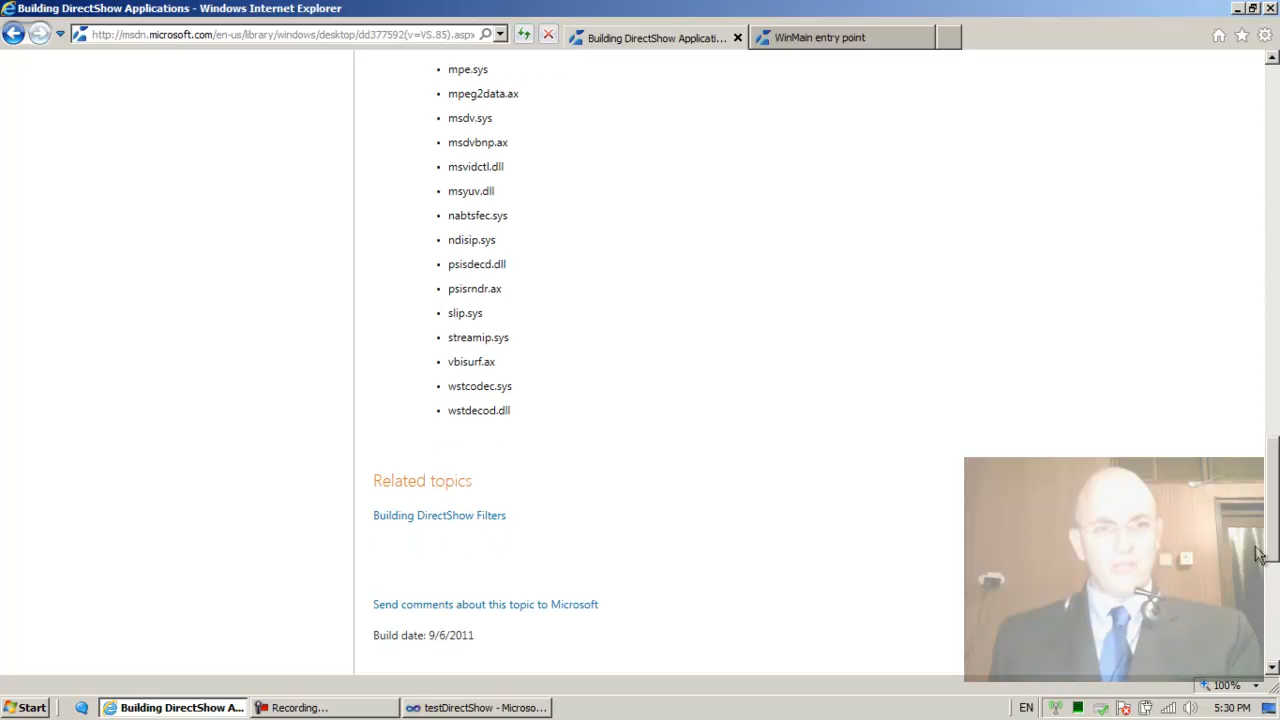 Building DirectShow Applications - Windows Internet Explorer
http://msdn.microsoft.com/en-us/library/windows/desktop/dd377592(v=VS.85).aspx
Building DirectShow Applicati...
WinMain entry point
• mpe.sys
• mpeg2data.ax
• msdv.sys
• msdvbnp.ax
• msvidctl.dll
• msyuv.dll
• nabtsfec.sys
• ndisip.sys
• psisdecd.dll
• psisrndr.ax
• slip.sys
• streamip.sys
• vbisurf.ax
• wstcodec.sys
• wstdecod.dll
Related topics
Building DirectShow Filters
Send comments about this topic to Microsoft
Build date: 9/6/2011
100%
Start
Building DirectShow A...
Recording...
testDirectShow - Microso...
EN
5:30 PM